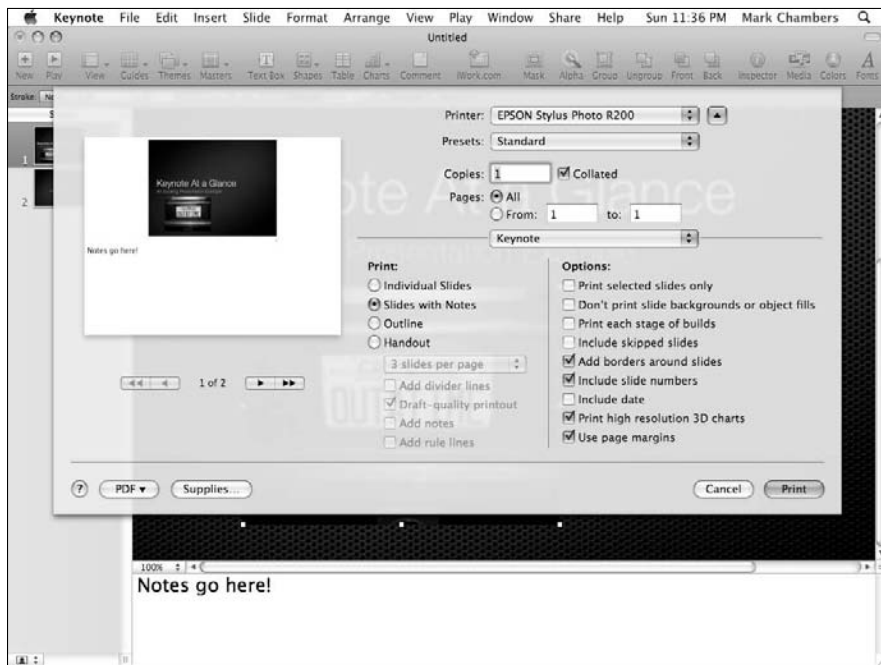 Keynote File Edit Insert Slide Format Arrange View Play Window Share Help Sun 11:36 PM Mark Chambers
Untitled
New Play View Guides Themes Masters Text Box Shapes Table Charts Comment iWork.com Mask Alpha Group Ungroup Front Back Inspector Media Colors Fonts
Stroke:
Printer: EPSON Stylus Photo R200
Presets: Standard
Copies: 1 Collated
Pages: All
From: 1 to: 1
Keynote
Keynote At a Glance
Notes go here!
1
2
1 of 2
Print:
Individual Slides
Slides with Notes
Outline
Handout
3 slides per page
Add divider lines
Draft-quality printout
Add notes
Add rule lines
Options:
Print selected slides only
Don't print slide backgrounds or object fills
Print each stage of builds
Include skipped slides
Add borders around slides
Include slide numbers
Include date
Print high resolution 3D charts
Use page margins
? PDF Supplies... Cancel Print
100%
Notes go here!